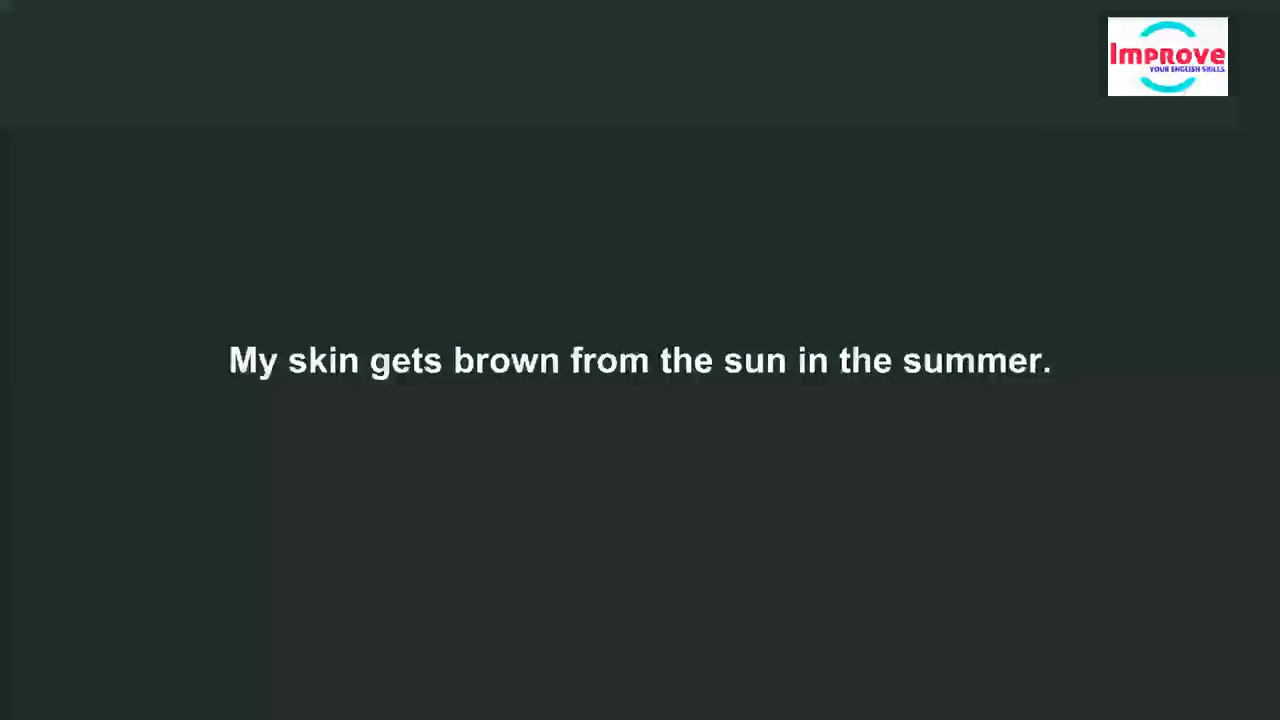 Improve
YOUR ENGLISH SKILLS
My skin gets brown from the sun in the summer.